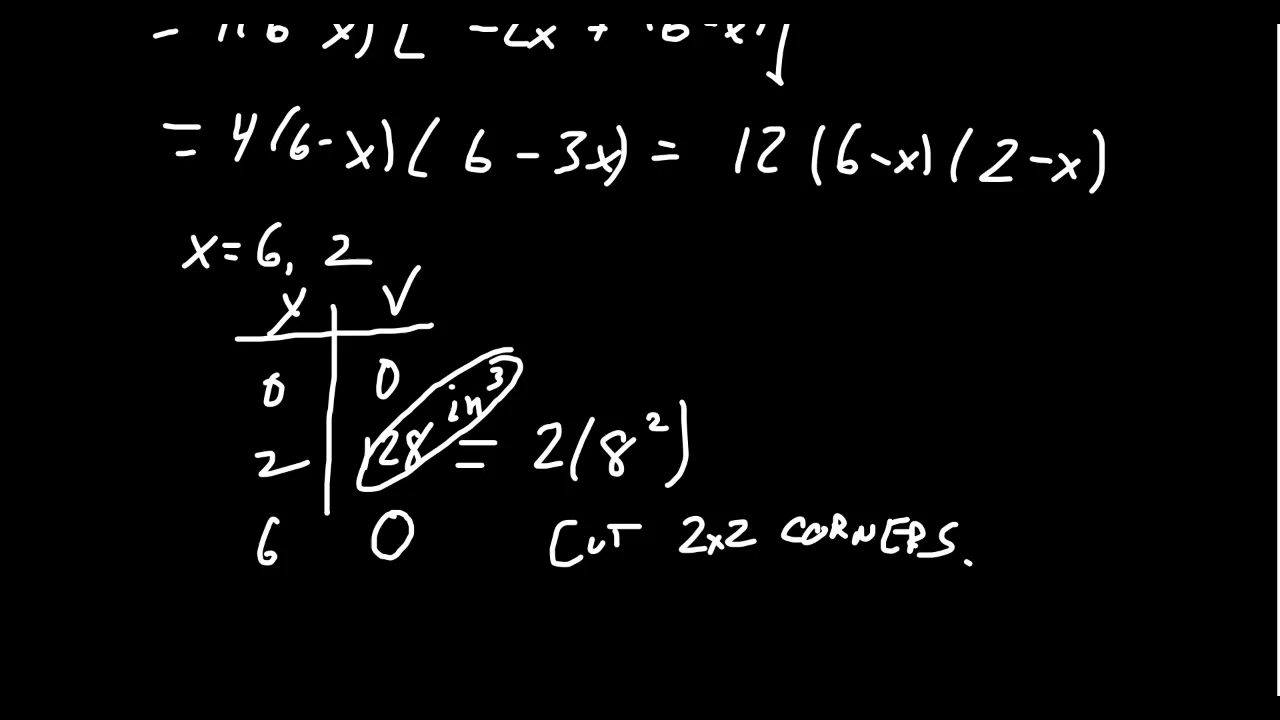 = 4(6-x)(6-3x) = 12(6-x)(2-x)
x=6, 2
x V
0 0
2 128 in³ = 2(8²)
6 0
CUT 2x2 CORNERS.